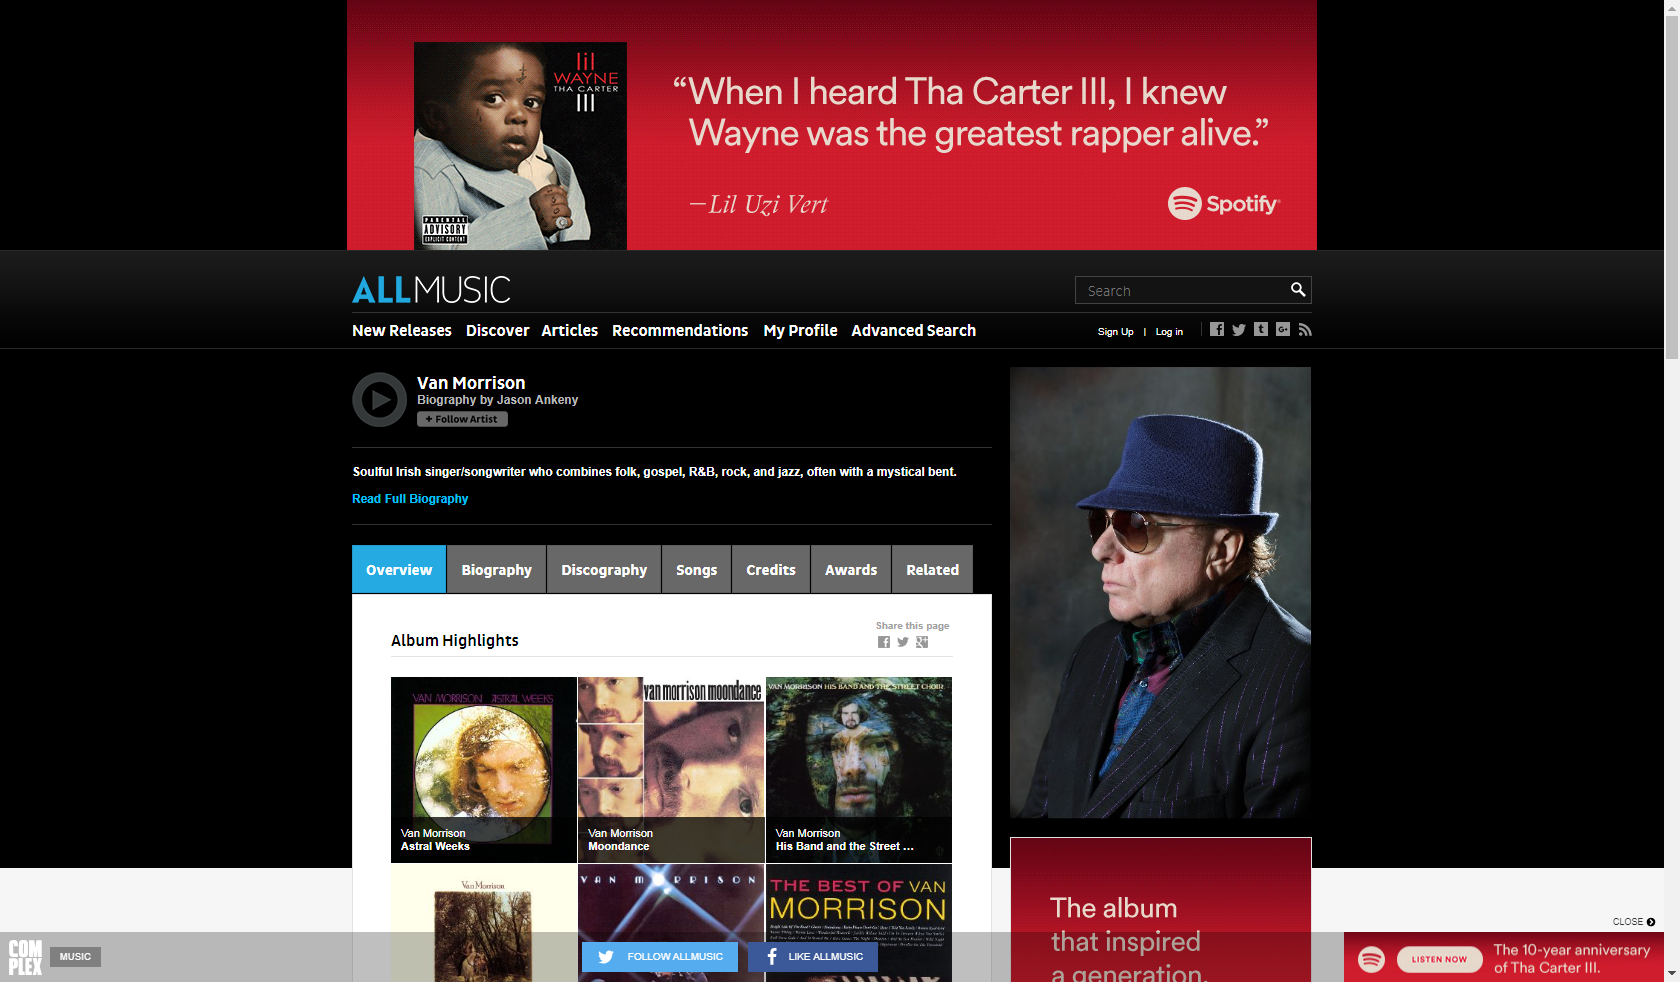 lil
WAYNE
THA CARTER
III
PARENTAL
ADVISORY
EXPLICIT CONTENT
“When I heard Tha Carter III, I knew
Wayne was the greatest rapper alive.”
—Lil Uzi Vert
Spotify
ALLMUSIC
Search
New Releases Discover Articles Recommendations My Profile Advanced Search
Sign Up | Log in
Van Morrison
Biography by Jason Ankeny
+ Follow Artist
Soulful Irish singer/songwriter who combines folk, gospel, R&B, rock, and jazz, often with a mystical bent.
Read Full Biography
Overview Biography Discography Songs Credits Awards Related
Share this page
Album Highlights
VAN MORRISON ASTRAL WEEKS
van morrison moondance
VAN MORRISON HIS BAND AND THE STREET CHOIR
Van Morrison
Astral Weeks
Van Morrison
Moondance
Van Morrison
His Band and the Street ...
Van Morrison
VAN MORRISON
THE BEST OF VAN
MORRISON
The album
that inspired
a generation.
CLOSE
COMPLEX
MUSIC
FOLLOW ALLMUSIC
LIKE ALLMUSIC
LISTEN NOW
The 10-year anniversary
of Tha Carter III.